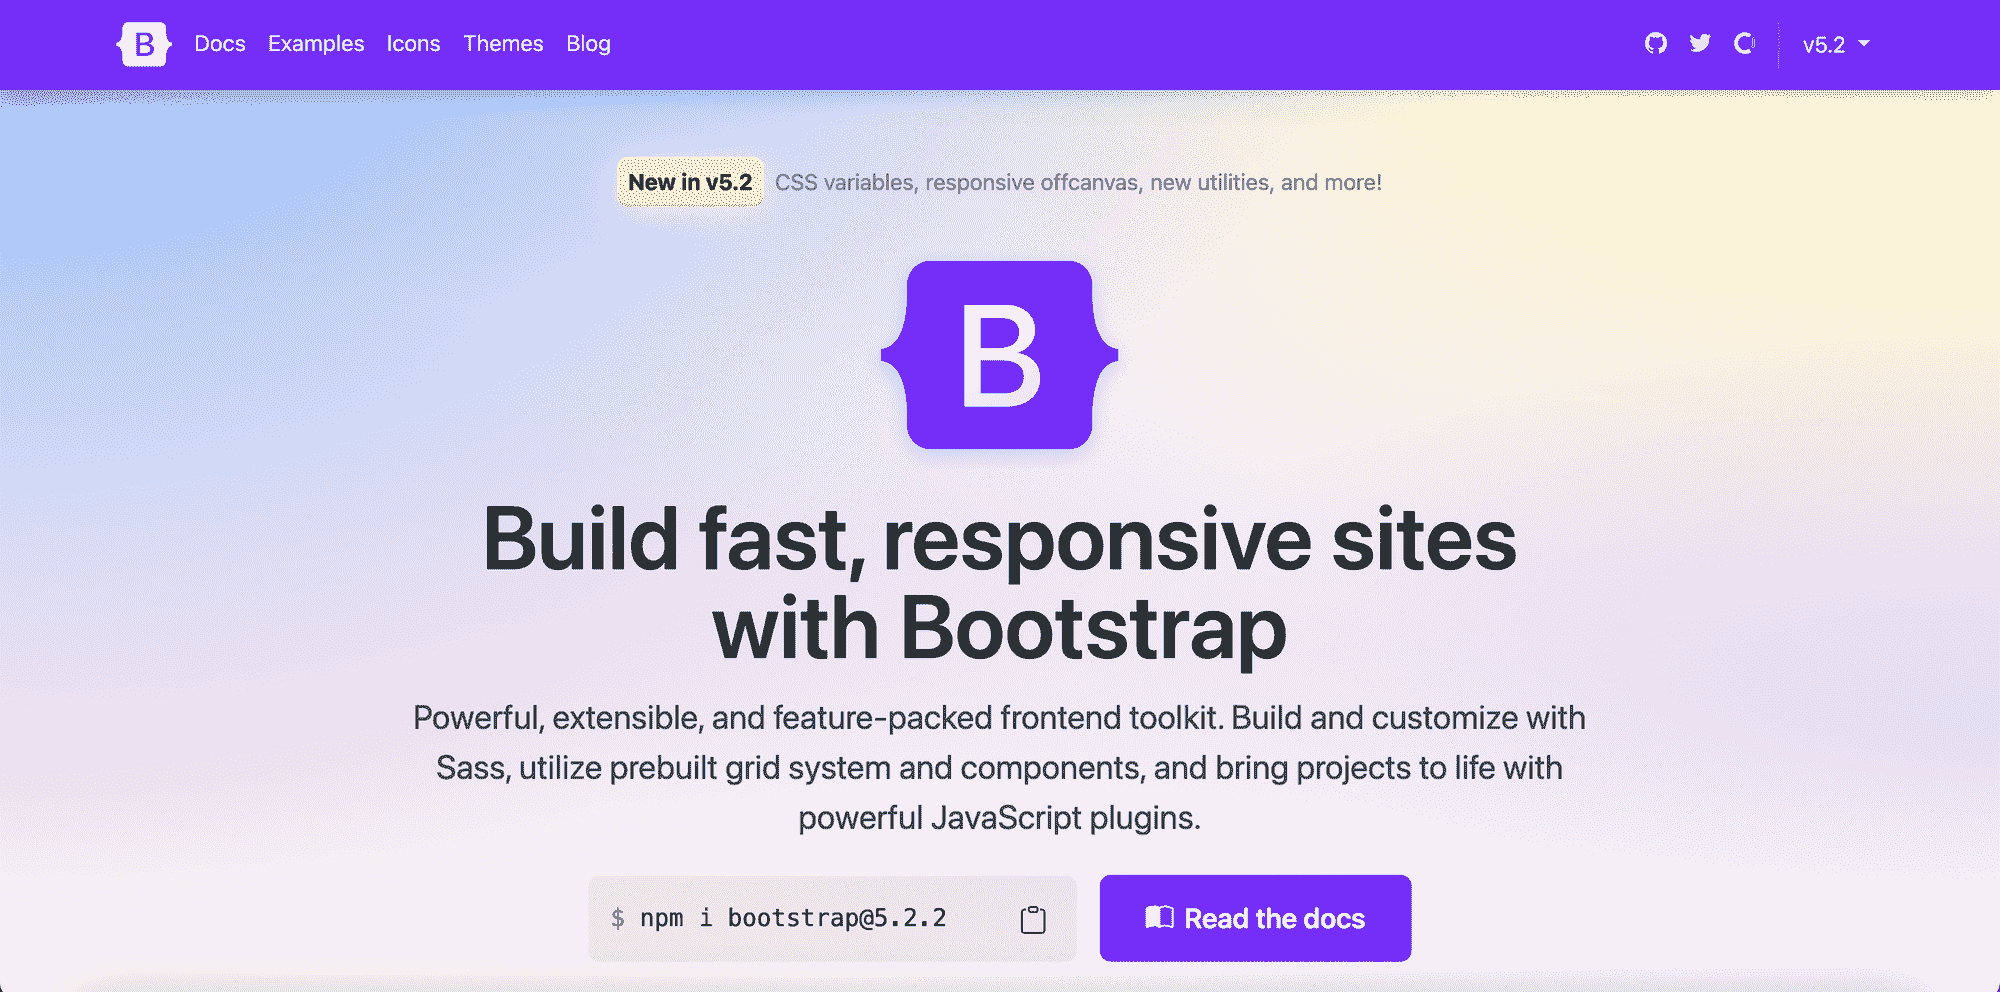 B Docs Examples Icons Themes Blog v5.2
New in v5.2 CSS variables, responsive offcanvas, new utilities, and more!
B
Build fast, responsive sites
with Bootstrap
Powerful, extensible, and feature-packed frontend toolkit. Build and customize with
Sass, utilize prebuilt grid system and components, and bring projects to life with
powerful JavaScript plugins.
$ npm i bootstrap@5.2.2 Read the docs